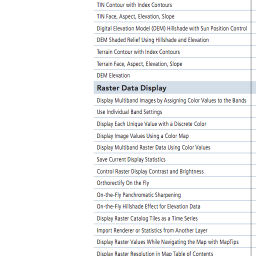 TIN Contour with Index Contours
TIN Face, Aspect, Elevation, Slope
Digital Elevation Model (DEM) Hillshade with Sun Position Control
DEM Shaded Relief Using Hillshade and Elevation
Terrain Contour with Index Contours
Terrain Face, Aspect, Elevation, Slope
DEM Elevation
Raster Data Display
Display Multiband Images by Assigning Color Values to the Bands
Use Individual Band Settings
Display Each Unique Value with a Discrete Color
Display Image Values Using a Color Map
Display Multiband Raster Data Using Color Values
Save Current Display Statistics
Control Raster Display Contrast and Brightness
Orthorectify On the Fly
On-the-Fly Panchromatic Sharpening
On-the-Fly Hillshade Effect for Elevation Data
Display Raster Catalog Tiles as a Time Series
Import Renderer or Statistics from Another Layer
Display Raster Values While Navigating the Map with MapTips
Display Raster Resolution in Map Table of Contents